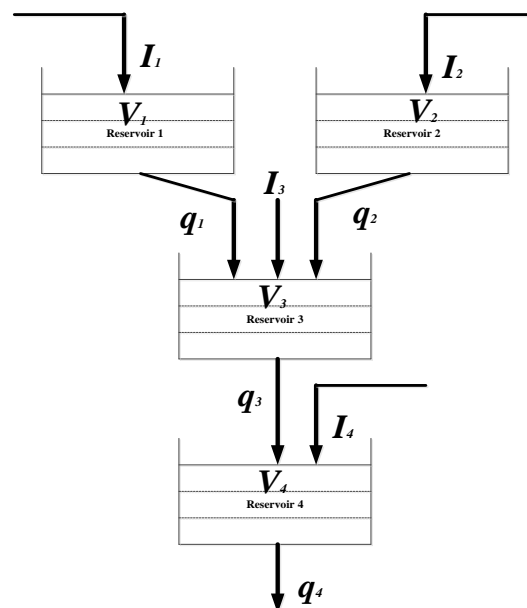 I1
I2
V1
Reservoir 1
V2
Reservoir 2
I3
q1
q2
V3
Reservoir 3
q3
I4
V4
Reservoir 4
q4